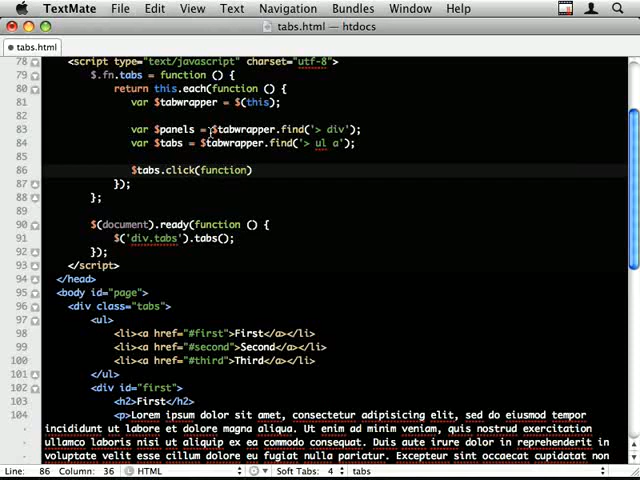 TextMate File Edit View Text Navigation Bundles Window Help
tabs.html — htdocs
tabs.html
78 <script type="text/javascript" charset="utf-8">
79 $.fn.tabs = function () {
80 return this.each(function () {
81 var $tabwrapper = $(this);
82
83 var $panels = $tabwrapper.find('> div');
84 var $tabs = $tabwrapper.find('> ul a');
85
86 $tabs.click(function)
87 });
88 };
89
90 $(document).ready(function () {
91 $('div.tabs').tabs();
92 });
93 </script>
94 </head>
95 <body id="page">
96 <div class="tabs">
97 <ul>
98 <li><a href="#first">First</a></li>
99 <li><a href="#second">Second</a></li>
100 <li><a href="#third">Third</a></li>
101 </ul>
102 <div id="first">
103 <h2>First</h2>
104 <p>Lorem ipsum dolor sit amet, consectetur adipisicing elit, sed do eiusmod tempor
incididunt ut labore et dolore magna aliqua. Ut enim ad minim veniam, quis nostrud exercitation
ullamco laboris nisi ut aliquip ex ea commodo consequat. Duis aute irure dolor in reprehenderit in
voluptate velit esse cillum dolore eu fugiat nulla pariatur. Excepteur sint occaecat cupidatat non
Line: 86 Column: 36 HTML Soft Tabs: 4 tabs